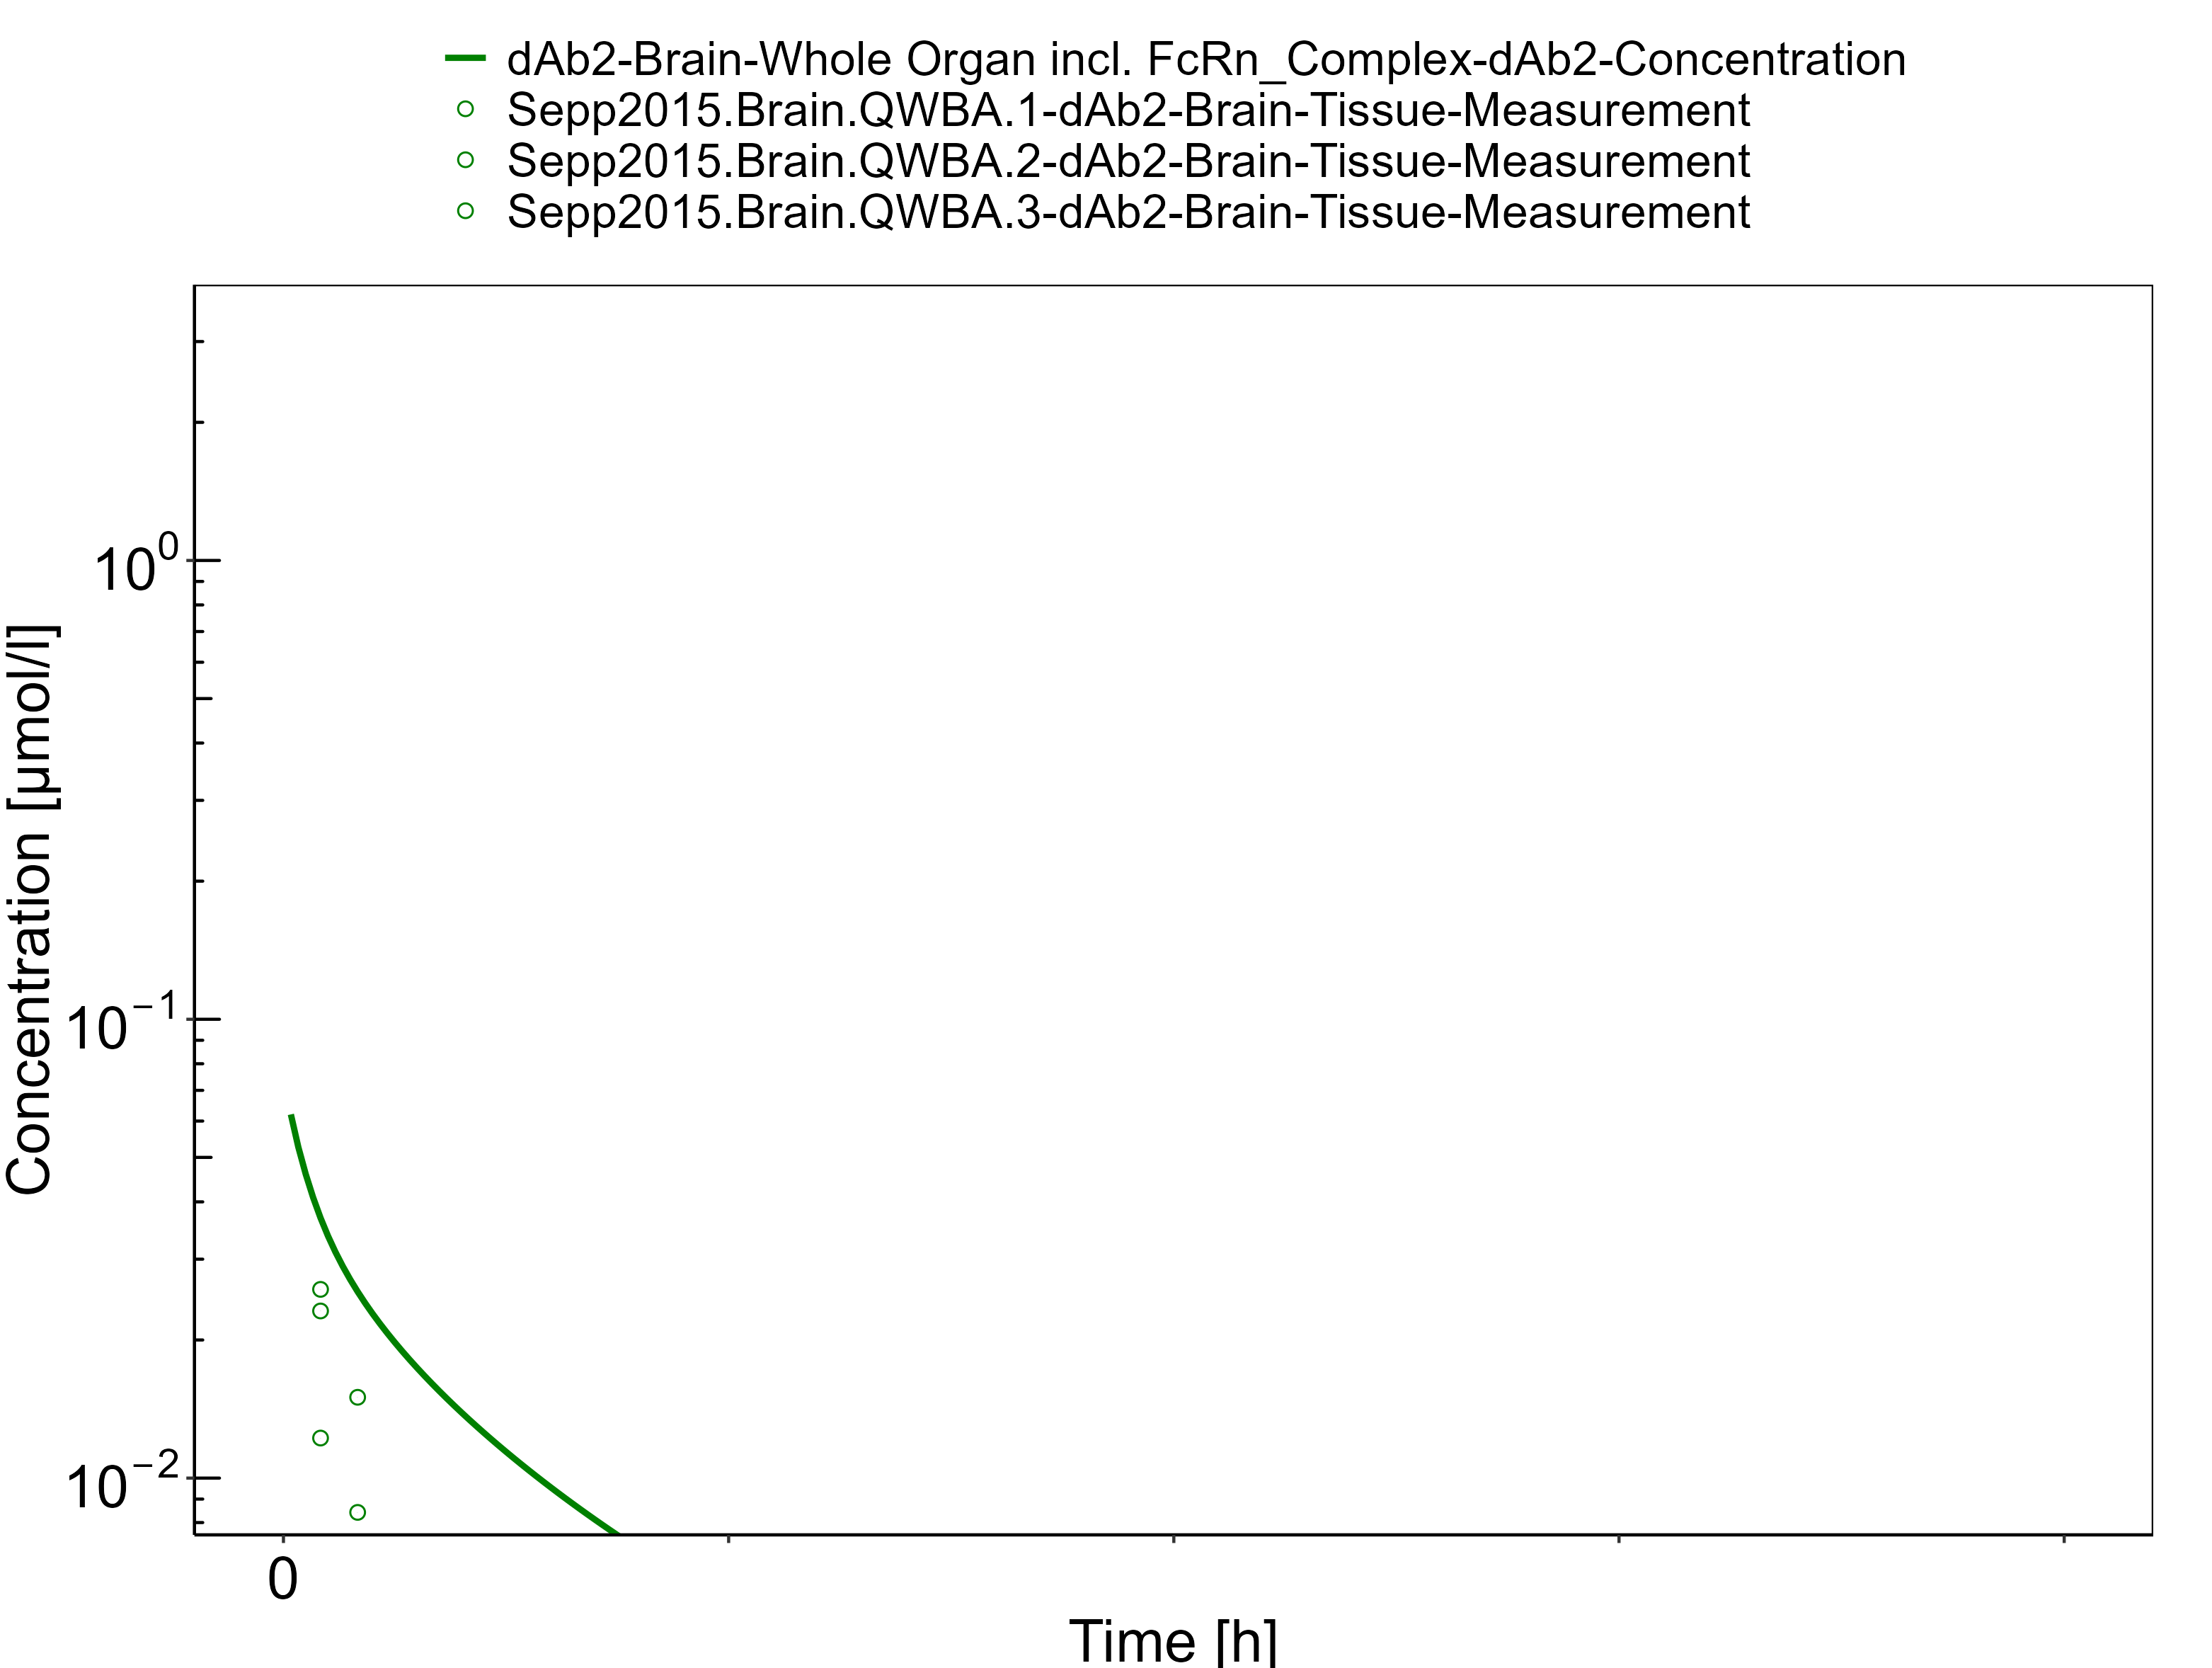 dAb2-Brain-Whole Organ incl. FcRn_Complex-dAb2-Concentration
Sepp2015.Brain.QWBA.1-dAb2-Brain-Tissue-Measurement
Sepp2015.Brain.QWBA.2-dAb2-Brain-Tissue-Measurement
Sepp2015.Brain.QWBA.3-dAb2-Brain-Tissue-Measurement
10⁰
10⁻¹
10⁻²
Concentration [µmol/l]
0
Time [h]